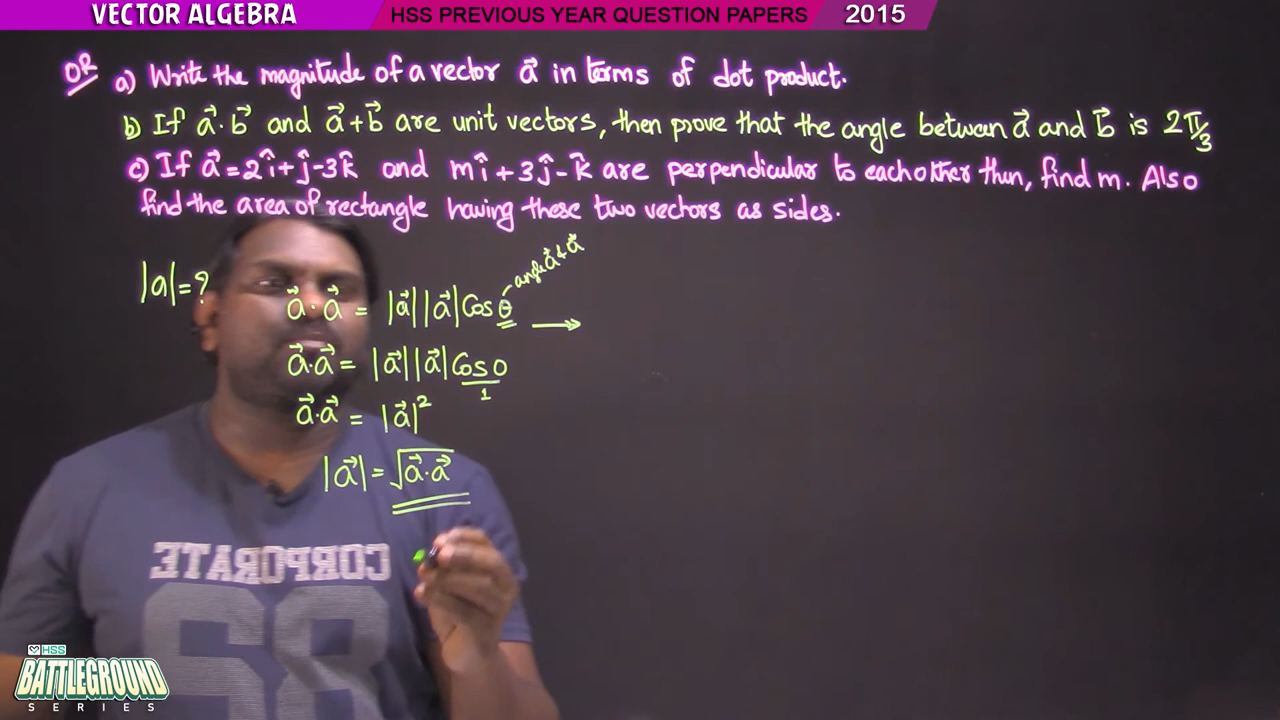 VECTOR ALGEBRA HSS PREVIOUS YEAR QUESTION PAPERS 2015
OR a) Write the magnitude of a vector a⃗ in terms of dot product.
b) If a⃗·b⃗ and a⃗+b⃗ are unit vectors, then prove that the angle between a⃗ and b⃗ is 2π/3
c) If a⃗=2î+ĵ-3k̂ and mî+3ĵ-k̂ are perpendicular to each other then, find m. Also
find the area of rectangle having these two vectors as sides.
|a|=?
a⃗·a⃗ = |a⃗||a⃗|Cos θ angle a⃗ & a⃗
a⃗·a⃗ = |a⃗||a⃗|Cos 0
1
a⃗·a⃗ = |a⃗|²
|a⃗| = √a⃗·a⃗
CORPORATE
68
HSS
BATTLEGROUND
SERIES